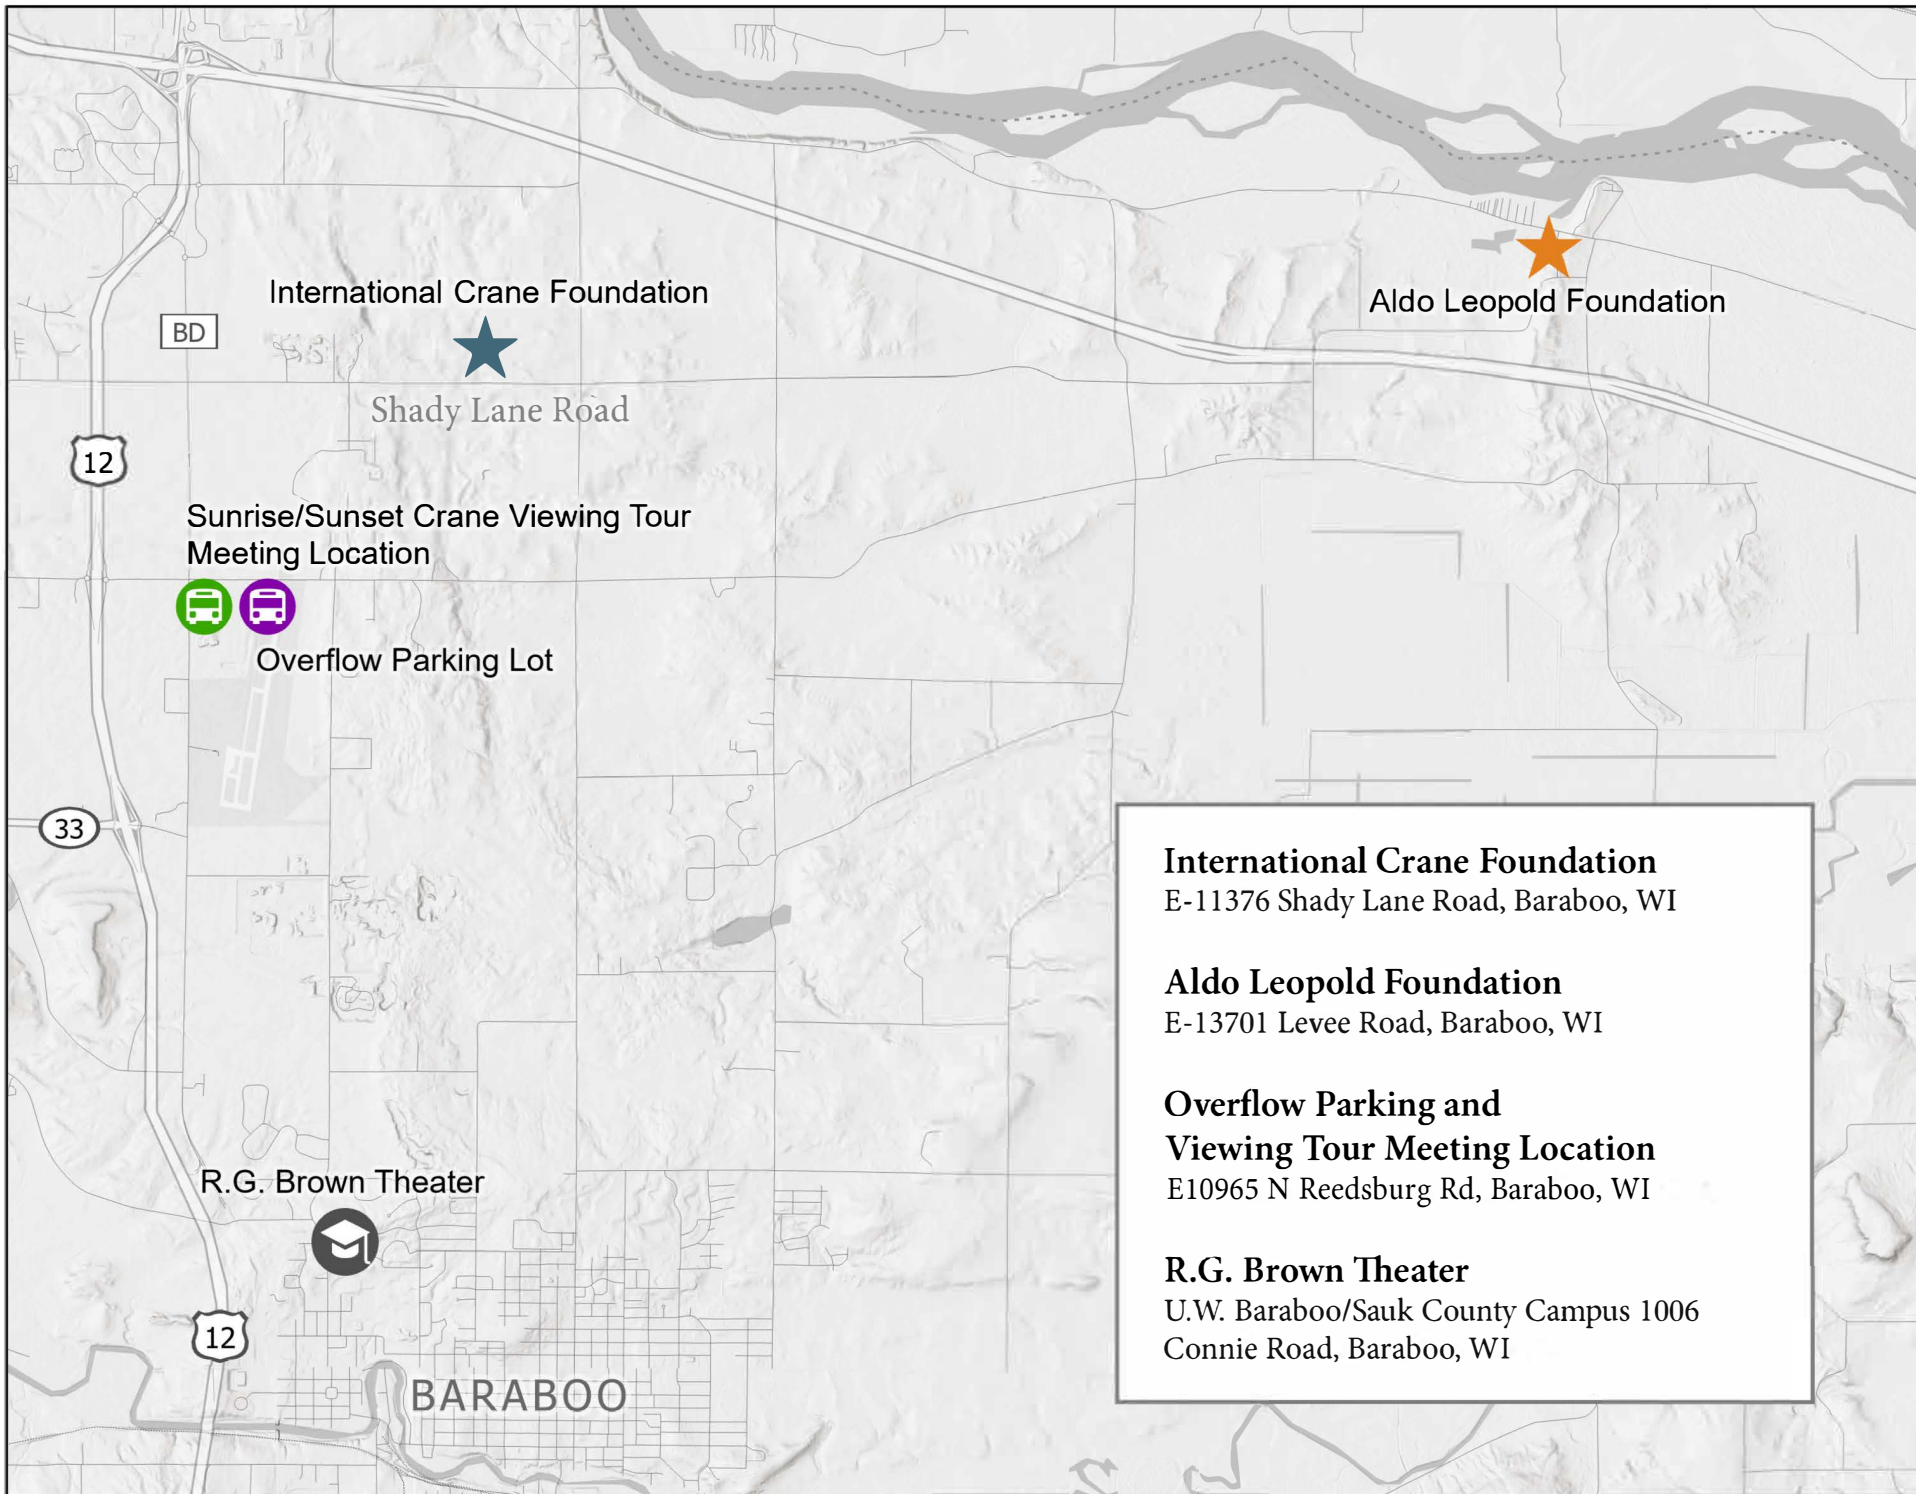 International Crane Foundation
Aldo Leopold Foundation
BD
Shady Lane Road
12
Sunrise/Sunset Crane Viewing Tour
Meeting Location
Overflow Parking Lot
33
International Crane Foundation
E-11376 Shady Lane Road, Baraboo, WI
Aldo Leopold Foundation
E-13701 Levee Road, Baraboo, WI
Overflow Parking and
Viewing Tour Meeting Location
E10965 N Reedsburg Rd, Baraboo, WI
R.G. Brown Theater
U.W. Baraboo/Sauk County Campus 1006
Connie Road, Baraboo, WI
R.G. Brown Theater
12
BARABOO